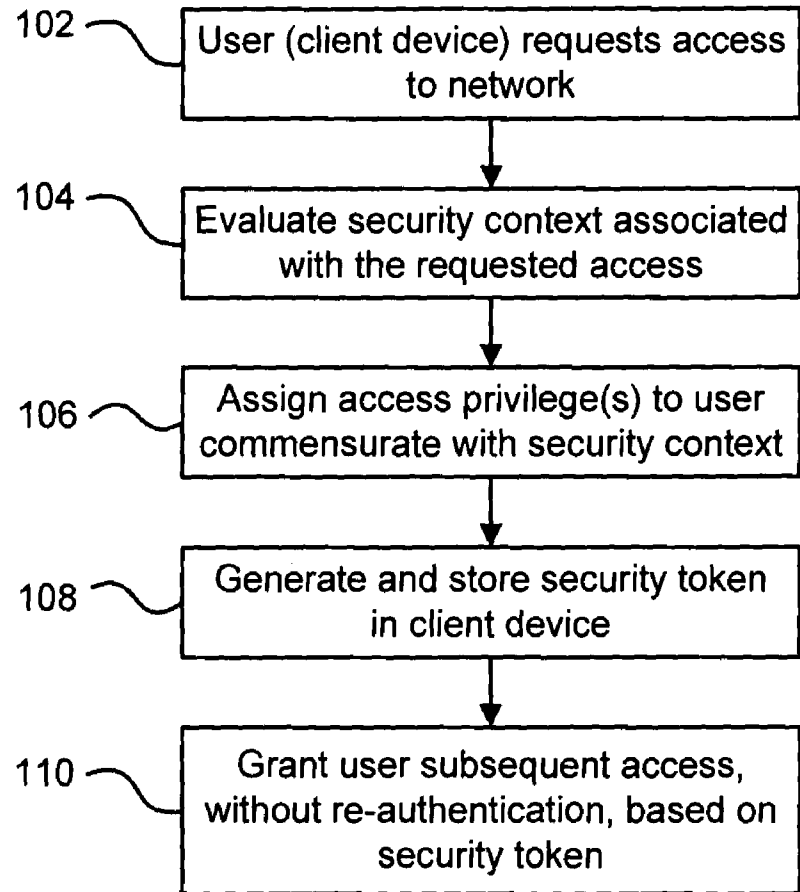 102
User (client device) requests access
to network
104
Evaluate security context associated
with the requested access
106
Assign access privilege(s) to user
commensurate with security context
108
Generate and store security token
in client device
110
Grant user subsequent access,
without re-authentication, based on
security token